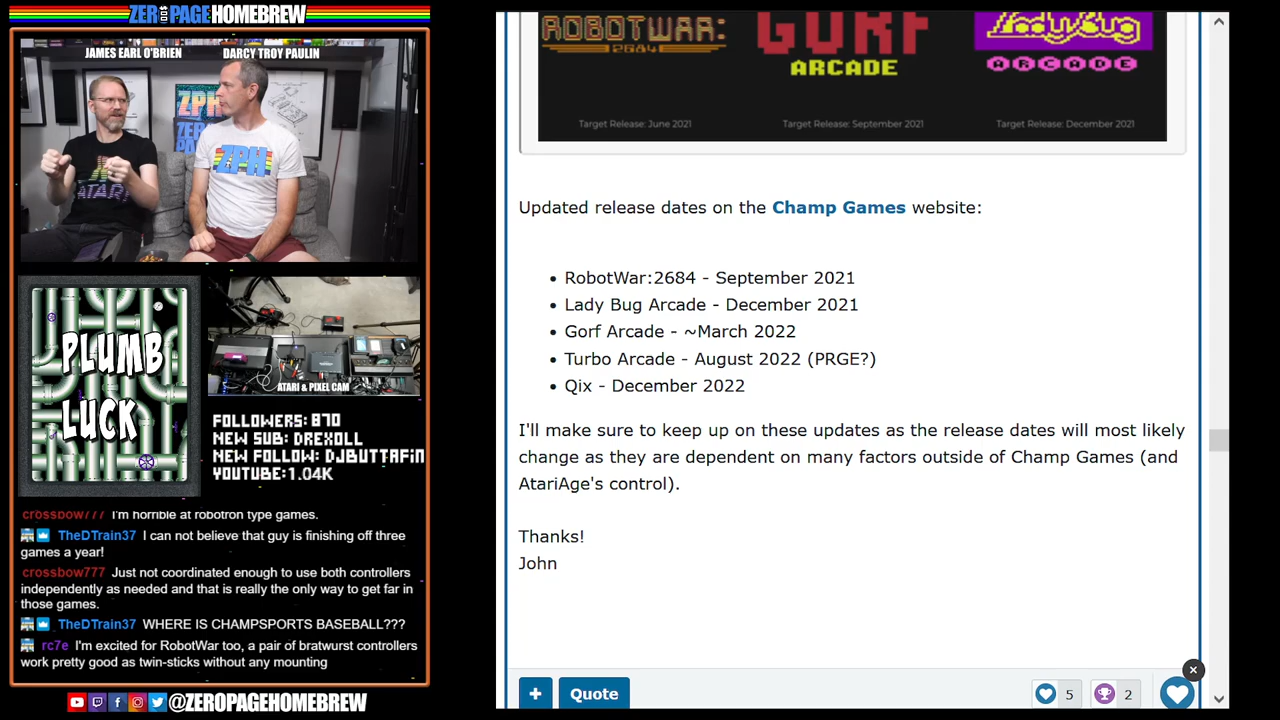 ZERO PAGE HOMEBREW
JAMES EARL O'BRIEN
DARCY TROY PAULIN
ZPH
ATARI
ZPH
PLUMB
LUCK
ATARI & PIXEL CAM
FOLLOWERS: 870
NEW SUB: DREXOLL
NEW FOLLOW: DJBUTTAFIN
YOUTUBE:1.04K
crossbow777 I'm horrible at robotron type games.
TheDTrain37 I can not believe that guy is finishing off three
games a year!
crossbow777 Just not coordinated enough to use both controllers
independently as needed and that is really the only way to get far in
those games.
TheDTrain37 WHERE IS CHAMPSPORTS BASEBALL???
rc7e I'm excited for RobotWar too, a pair of bratwurst controllers
work pretty good as twin-sticks without any mounting
@ZEROPAGEHOMEBREW
ROBOTWAR:
2684
GORF
ARCADE
LadyBug
ARCADE
Target Release: June 2021
Target Release: September 2021
Target Release: December 2021
Updated release dates on the Champ Games website:
• RobotWar:2684 - September 2021
• Lady Bug Arcade - December 2021
• Gorf Arcade - ~March 2022
• Turbo Arcade - August 2022 (PRGE?)
• Qix - December 2022
I'll make sure to keep up on these updates as the release dates will most likely
change as they are dependent on many factors outside of Champ Games (and
AtariAge's control).
Thanks!
John
+ Quote
5
2